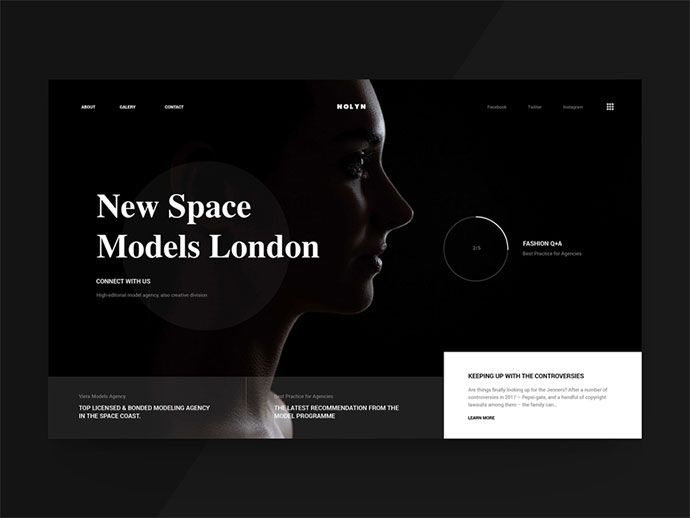 ABOUT
GALERY
CONTACT
NOLYN
Facebook
Twitter
Instagram
New Space
Models London
CONNECT WITH US
High-editorial model agency, also creative division
2/5
FASHION Q+A
Best Practice for Agencies
Viera Models Agency
TOP LICENSED & BONDED MODELING AGENCY
IN THE SPACE COAST.
Best Practice for Agencies
THE LATEST RECOMMENDATION FROM THE
MODEL PROGRAMME
KEEPING UP WITH THE CONTROVERSIES
Are things finally looking up for the Jenners? After a number of
controversies in 2017 – Pepsi-gate, and a handful of copyright
lawsuits among them – the family can...
LEARN MORE